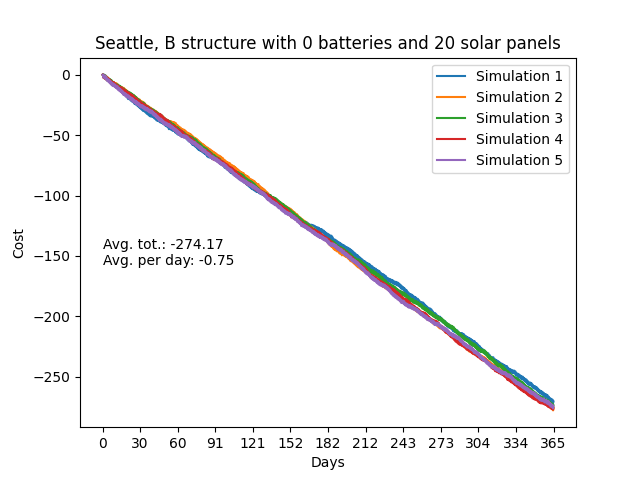 Seattle, B structure with 0 batteries and 20 solar panels
Simulation 1
Simulation 2
Simulation 3
Simulation 4
Simulation 5
Avg. tot.: -274.17
Avg. per day: -0.75
Cost
0
−50
−100
−150
−200
−250
0 30 60 91 121 152 182 212 243 273 304 334 365
Days